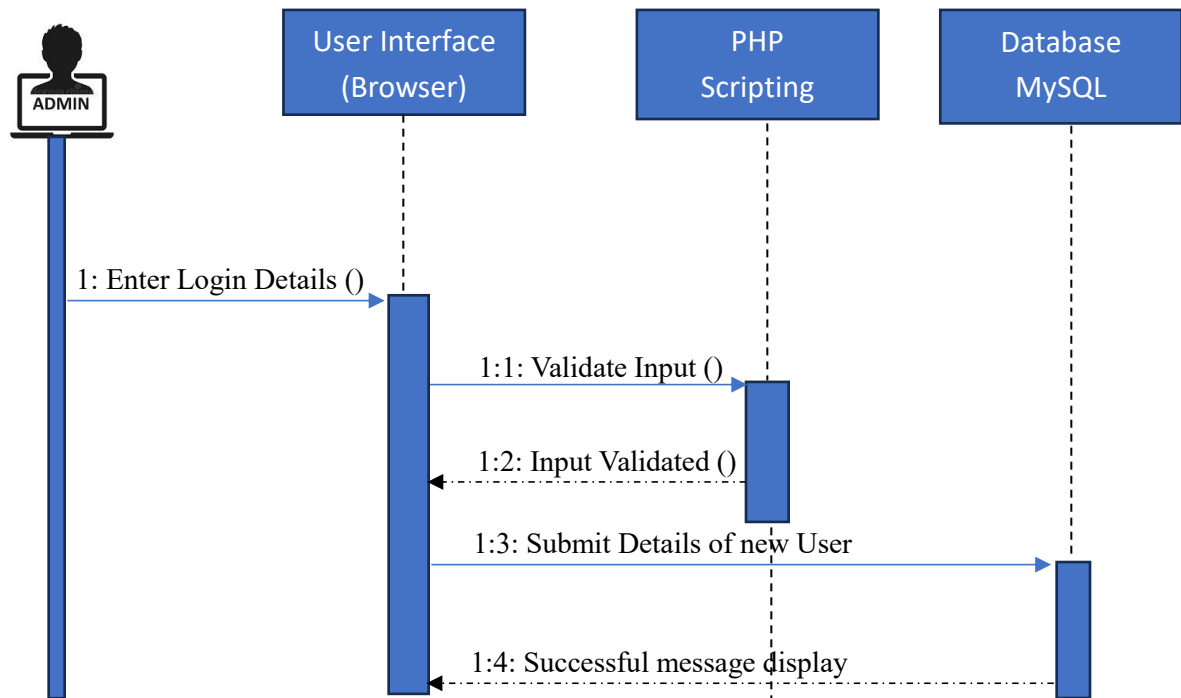 ADMIN
User Interface
(Browser)
PHP
Scripting
Database
MySQL
1: Enter Login Details ()
1:1: Validate Input ()
1:2: Input Validated ()
1:3: Submit Details of new User
1:4: Successful message display